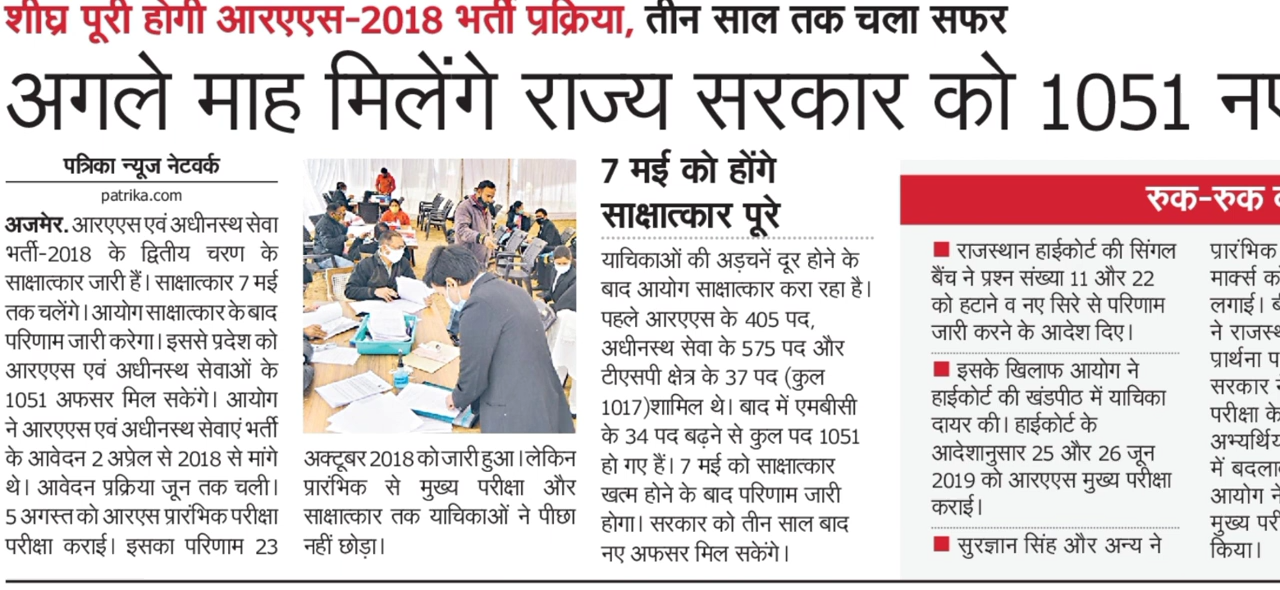 शीघ्र पूरी होगी आरएएस-2018 भर्ती प्रक्रिया, तीन साल तक चला सफर
अगले माह मिलेंगे राज्य सरकार को 1051
पत्रिका न्यूज नेटवर्क
patrika.com
अजमेर. आरएएस एवं अधीनस्थ सेवा
भर्ती-2018 के द्वितीय चरण के
साक्षात्कार जारी हैं। साक्षात्कार 7 मई
तक चलेंगे। आयोग साक्षात्कार के बाद
परिणाम जारी करेगा। इससे प्रदेश को
आरएएस एवं अधीनस्थ सेवाओं के
1051 अफसर मिल सकेंगे। आयोग
ने आरएएस एवं अधीनस्थ सेवाएं भर्ती
के आवेदन 2 अप्रेल से 2018 से मांगे
थे। आवेदन प्रक्रिया जून तक चली।
5 अगस्त को आरएस प्रारंभिक परीक्षा
परीक्षा कराई। इसका परिणाम 23
अक्टूबर 2018 को जारी हुआ। लेकिन
प्रारंभिक से मुख्य परीक्षा और
साक्षात्कार तक याचिकाओं ने पीछा
नहीं छोड़ा।
7 मई को होंगे
साक्षात्कार पूरे
याचिकाओं की अड़चनें दूर होने के
बाद आयोग साक्षात्कार करा रहा है।
पहले आरएएस के 405 पद,
अधीनस्थ सेवा के 575 पद और
टीएसपी क्षेत्र के 37 पद (कुल
1017)शामिल थे। बाद में एमबीसी
के 34 पद बढ़ने से कुल पद 1051
हो गए हैं। 7 मई को साक्षात्कार
खत्म होने के बाद परिणाम जारी
होगा। सरकार को तीन साल बाद
नए अफसर मिल सकेंगे।
रुक-रुक
राजस्थान हाईकोर्ट की सिंगल
बैंच ने प्रश्न संख्या 11 और 22
को हटाने व नए सिरे से परिणाम
जारी करने के आदेश दिए।
इसके खिलाफ आयोग ने
हाईकोर्ट की खंडपीठ में याचिका
दायर की। हाईकोर्ट के
आदेशानुसार 25 और 26 जून
2019 को आरएएस मुख्य परीक्षा
कराई।
सुरज्ञान सिंह और अन्य ने
प्रारंभिक
मार्क्स
लगाई।
ने
प्रार्थना
सरकार
परीक्षा
में
आयोग
मुख्य
किया।